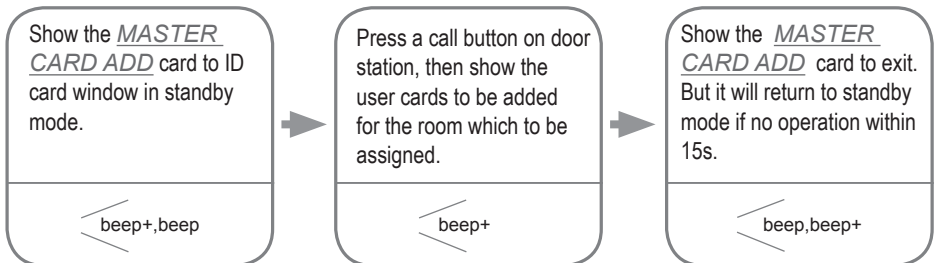 Show the MASTER
CARD ADD card to ID
card window in standby
mode.
beep+,beep
Press a call button on door
station, then show the
user cards to be added
for the room which to be
assigned.
beep+
Show the MASTER
CARD ADD card to exit.
But it will return to standby
mode if no operation within
15s.
beep,beep+